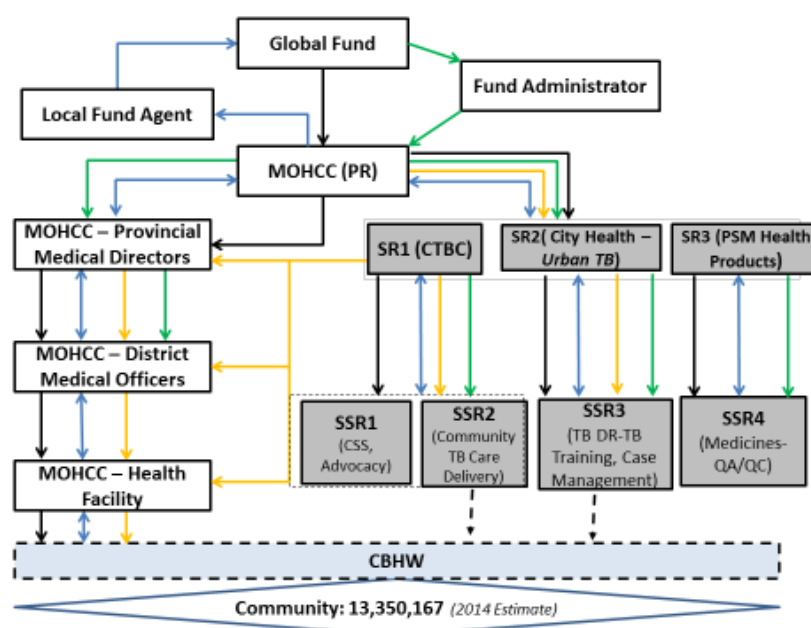 Global Fund
Fund Administrator
Local Fund Agent
MOHCC (PR)
MOHCC – Provincial
Medical Directors
SR1 (CTBC)
SR2( City Health –
Urban TB)
SR3 (PSM Health
Products)
MOHCC – District
Medical Officers
SSR1
(CSS,
Advocacy)
SSR2
(Community
TB Care
Delivery)
SSR3
(TB DR-TB
Training, Case
Management)
SSR4
(Medicines-
QA/QC)
MOHCC – Health
Facility
CBHW
Community: 13,350,167 (2014 Estimate)